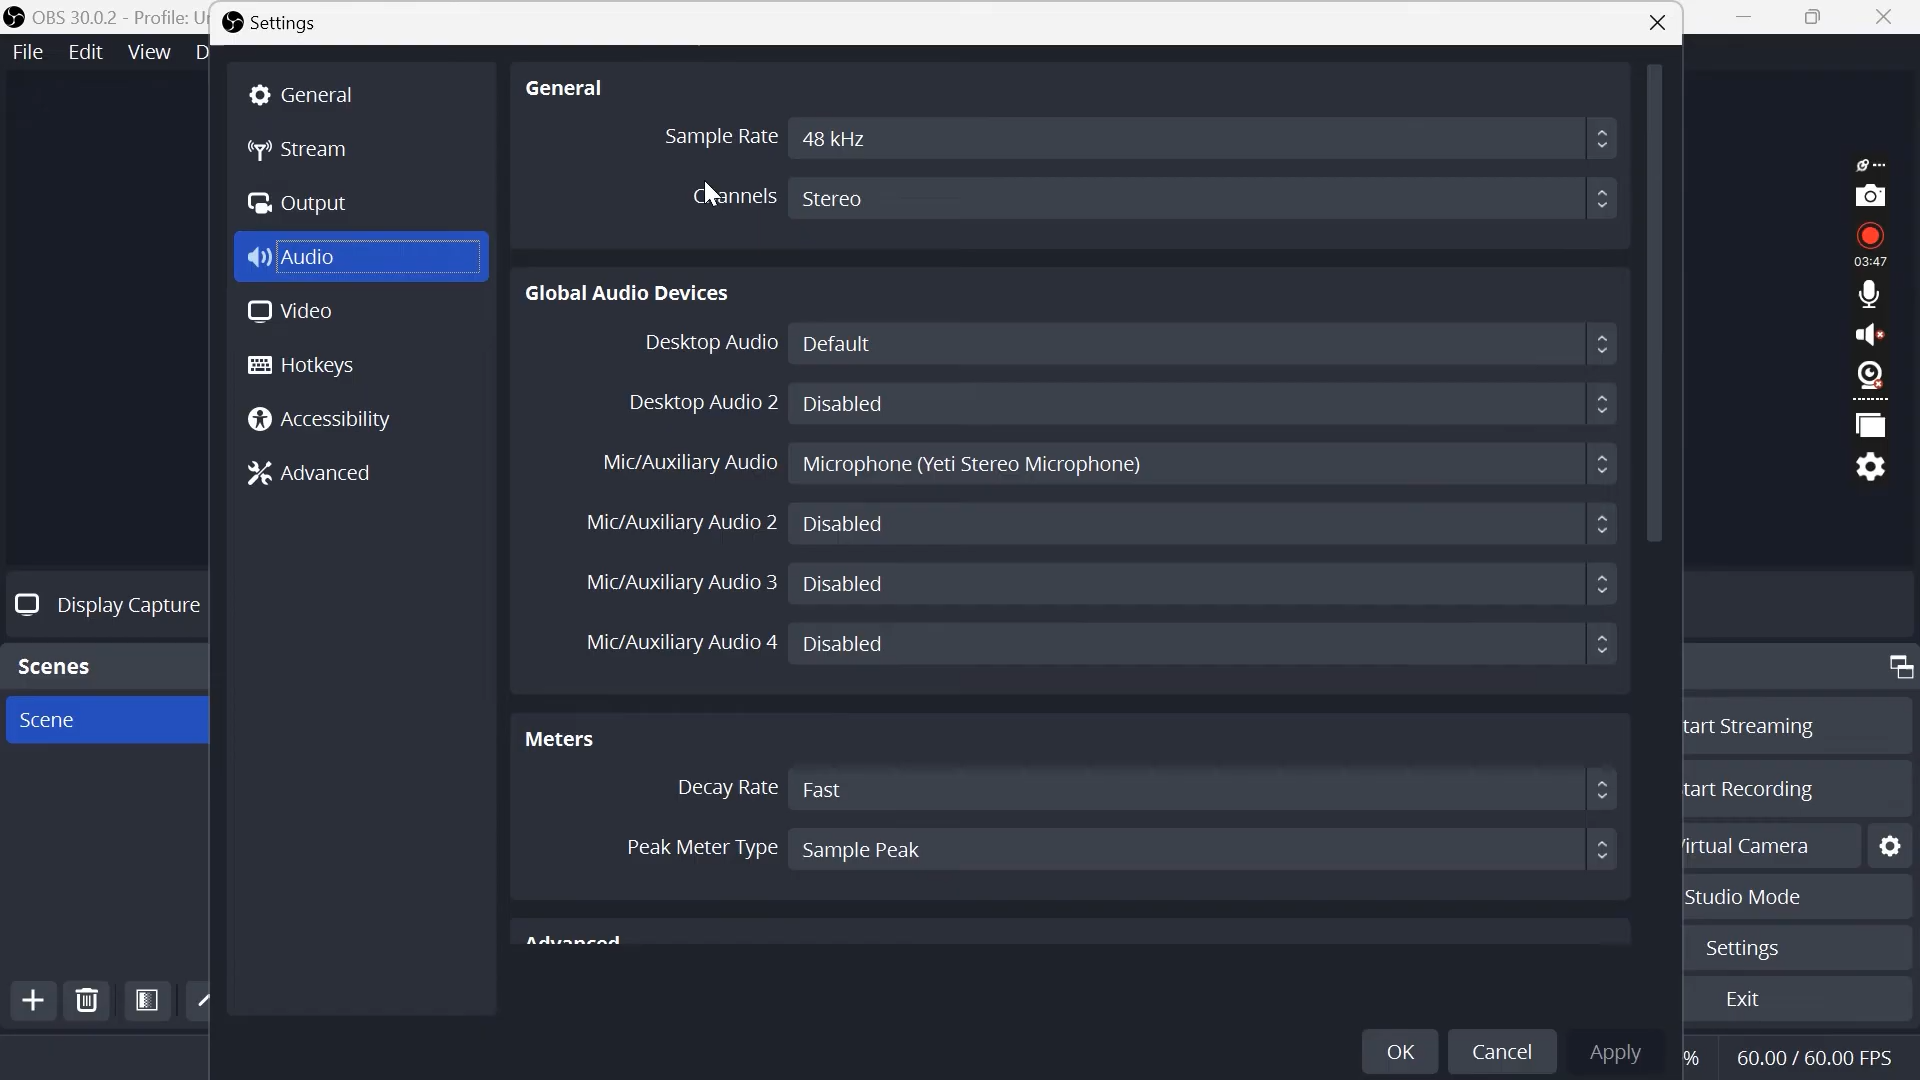 OBS 30.0.2 - Profile:
Settings
File Edit View D
General
Stream
Output
Audio
Video
Hotkeys
Accessibility
Advanced
General
Sample Rate 48 kHz
Channels Stereo
Global Audio Devices
Desktop Audio Default
Desktop Audio 2 Disabled
Mic/Auxiliary Audio Microphone (Yeti Stereo Microphone)
Mic/Auxiliary Audio 2 Disabled
Mic/Auxiliary Audio 3 Disabled
Mic/Auxiliary Audio 4 Disabled
Meters
Decay Rate Fast
Peak Meter Type Sample Peak
Advanced
OK Cancel Apply
Display Capture
Scenes
Scene
03:47
tart Streaming
tart Recording
irtual Camera
Studio Mode
Settings
Exit
% 60.00 / 60.00 FPS